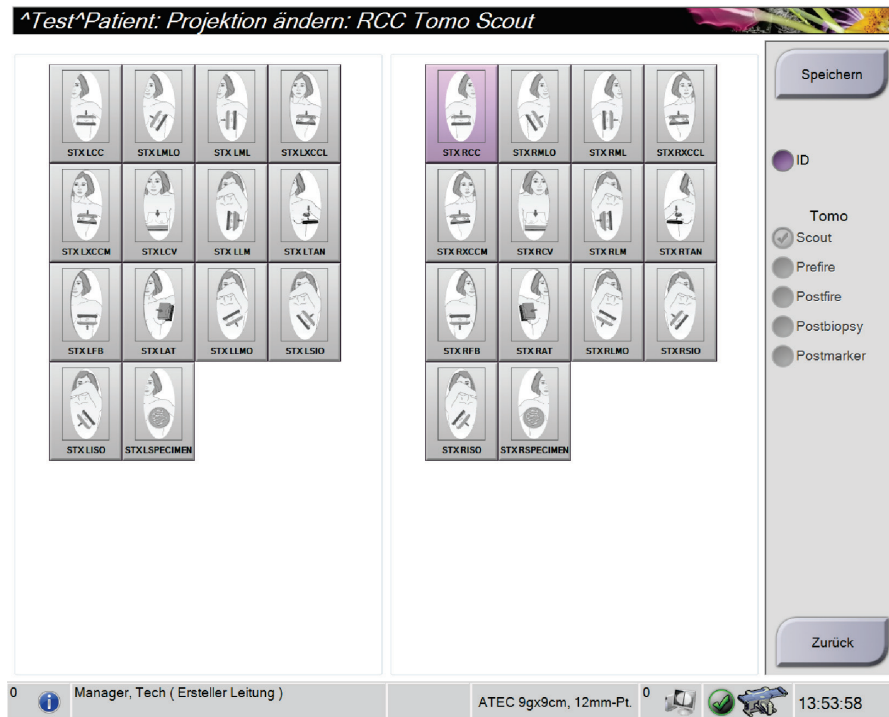 ^Test^Patient: Projektion ändern: RCC Tomo Scout
STX LCC STX LMLO STX LML STX LXCCL
STX LXCCM STX LCV STX LLM STX LTAN
STX LFB STX LAT STX LLMO STX LSIO
STX LISO STX LSPECIMEN
STX RCC STX RMLO STX RML STX RXCCL
STX RXCCM STX RCV STX RLM STX RTAN
STX RFB STX RAT STX RLMO STX RSIO
STX RISO STX RSPECIMEN
Speichern
ID
Tomo
Scout
Prefire
Postfire
Postbiopsy
Postmarker
Zurück
0 Manager, Tech ( Ersteller Leitung ) ATEC 9gx9cm, 12mm-Pt. 0 13:53:58